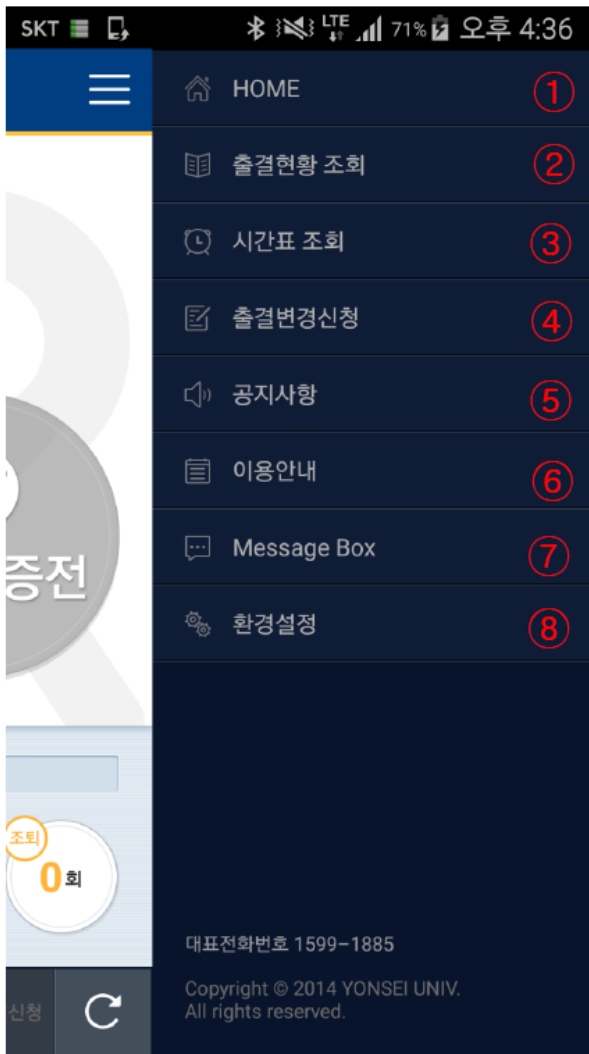 SKT LTE 71% 오후 4:36
HOME ①
출결현황 조회 ②
시간표 조회 ③
출결변경신청 ④
공지사항 ⑤
이용안내 ⑥
증전
Message Box ⑦
환경설정 ⑧
조퇴
0회
대표전화번호 1599-1885
신청
Copyright © 2014 YONSEI UNIV.
All rights reserved.